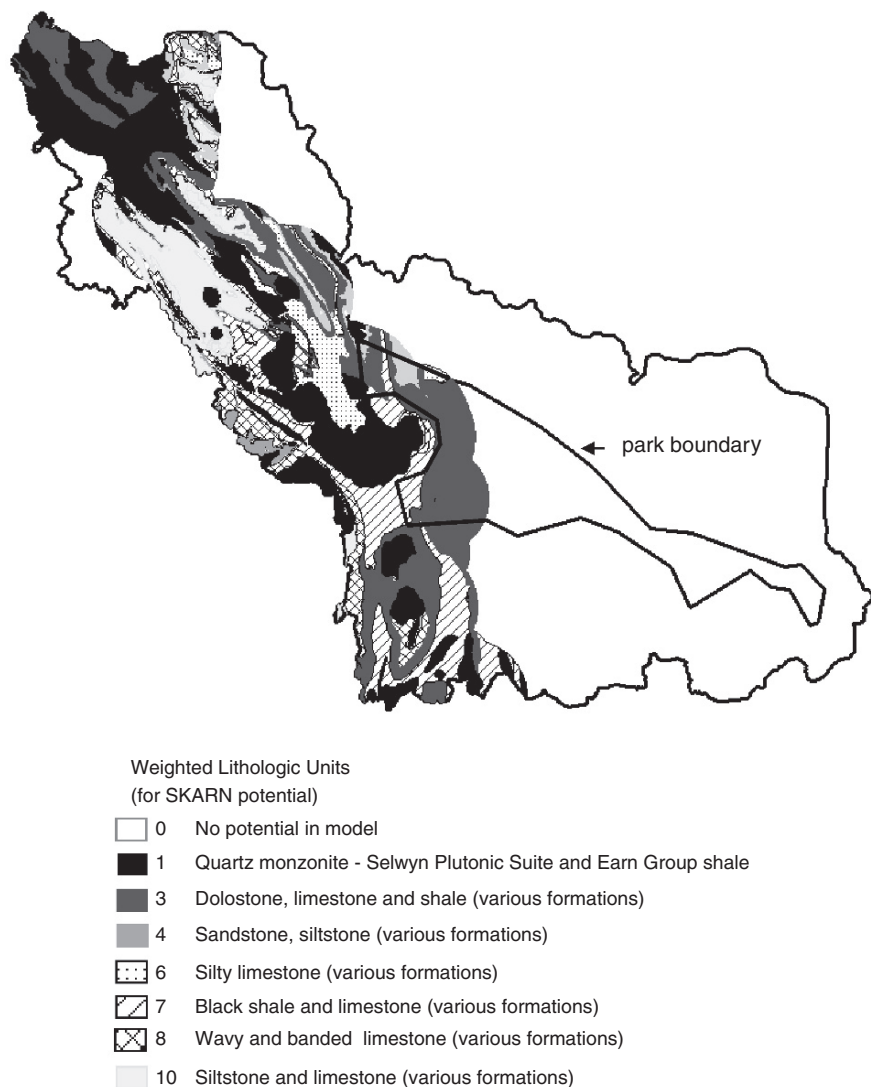 park boundary
Weighted Lithologic Units
(for SKARN potential)
0 No potential in model
1 Quartz monzonite - Selwyn Plutonic Suite and Earn Group shale
3 Dolostone, limestone and shale (various formations)
4 Sandstone, siltstone (various formations)
6 Silty limestone (various formations)
7 Black shale and limestone (various formations)
8 Wavy and banded limestone (various formations)
10 Siltstone and limestone (various formations)